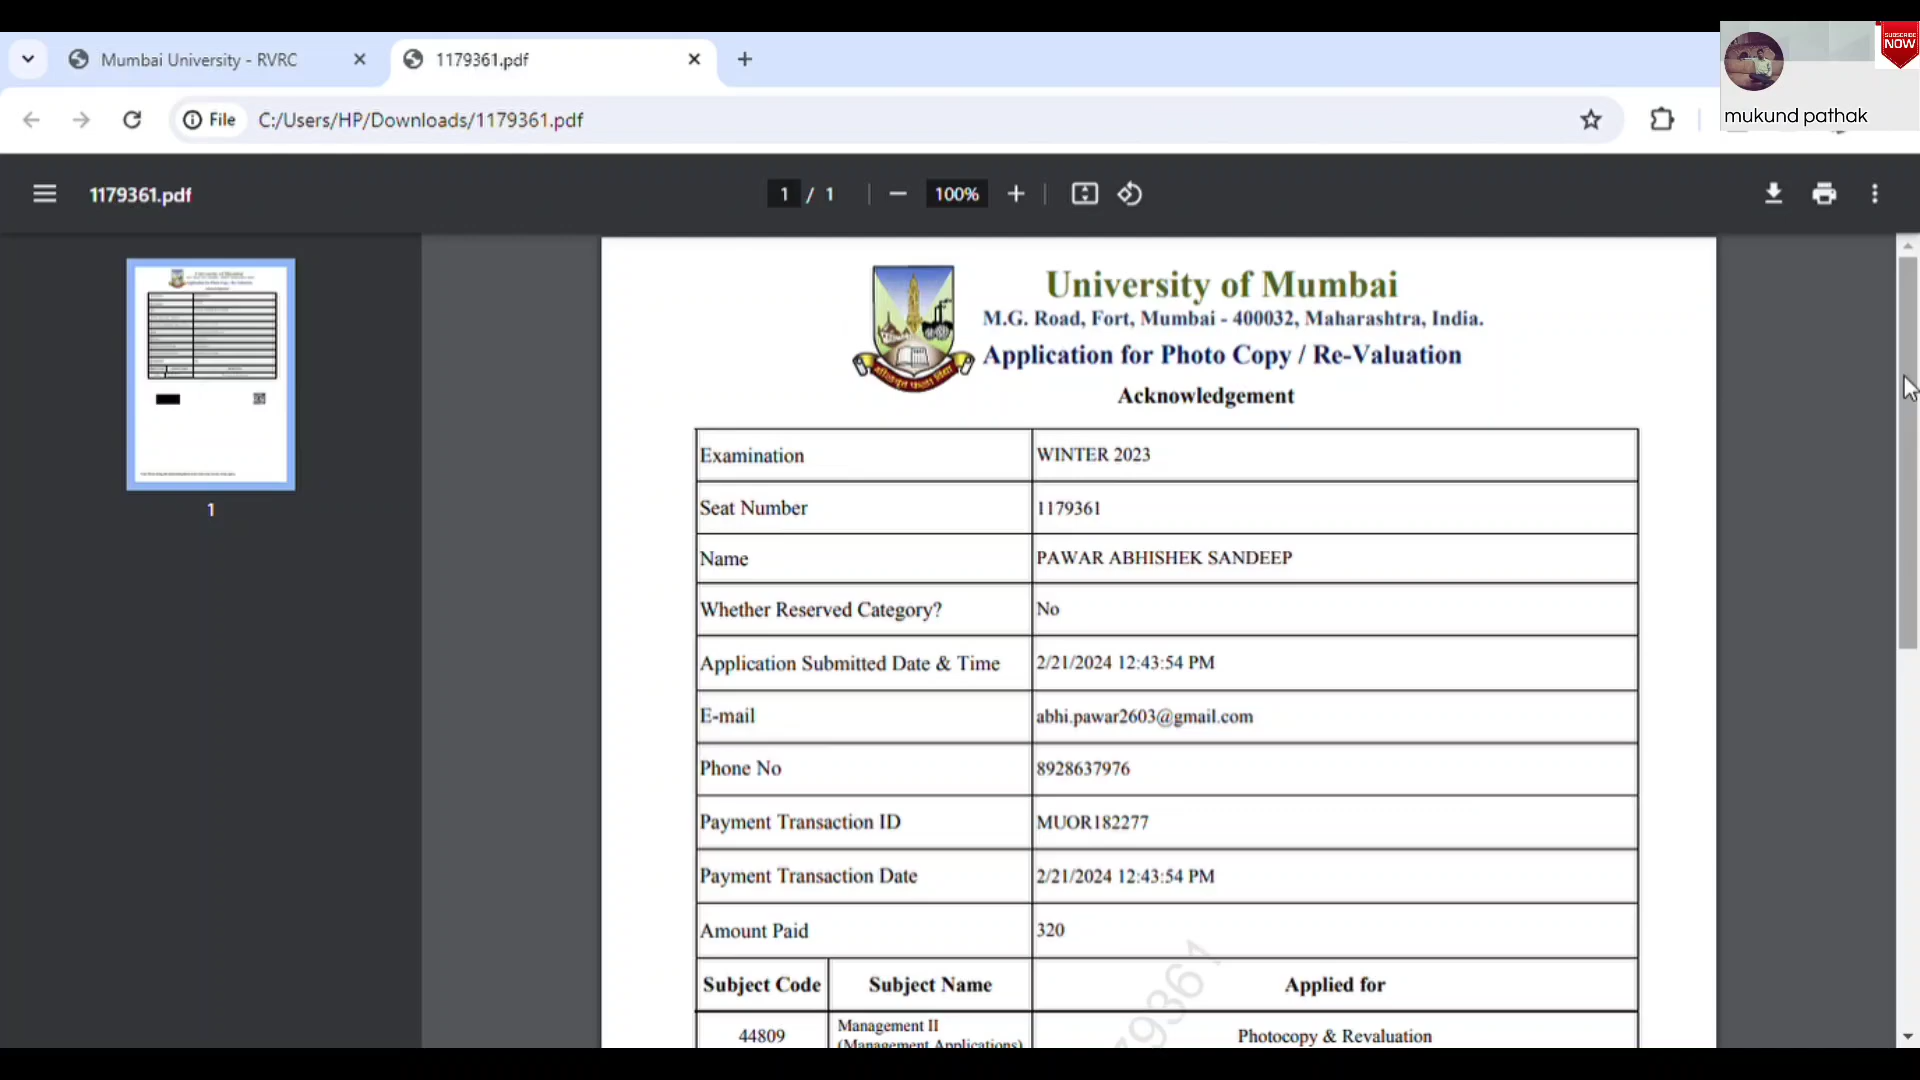 Mumbai University - RVRC
1179361.pdf
SUBSCRIBE
NOW
mukund pathak
File
C:/Users/HP/Downloads/1179361.pdf
1179361.pdf
1 / 1
100%
1
University of Mumbai
M.G. Road, Fort, Mumbai - 400032, Maharashtra, India.
Application for Photo Copy / Re-Valuation
Acknowledgement
Examination WINTER 2023
Seat Number 1179361
Name PAWAR ABHISHEK SANDEEP
Whether Reserved Category? No
Application Submitted Date & Time 2/21/2024 12:43:54 PM
E-mail abhi.pawar2603@gmail.com
Phone No 8928637976
Payment Transaction ID MUOR182277
Payment Transaction Date 2/21/2024 12:43:54 PM
Amount Paid 320
Subject Code Subject Name Applied for
44809 Management II Photocopy & Revaluation
(Management Applications)